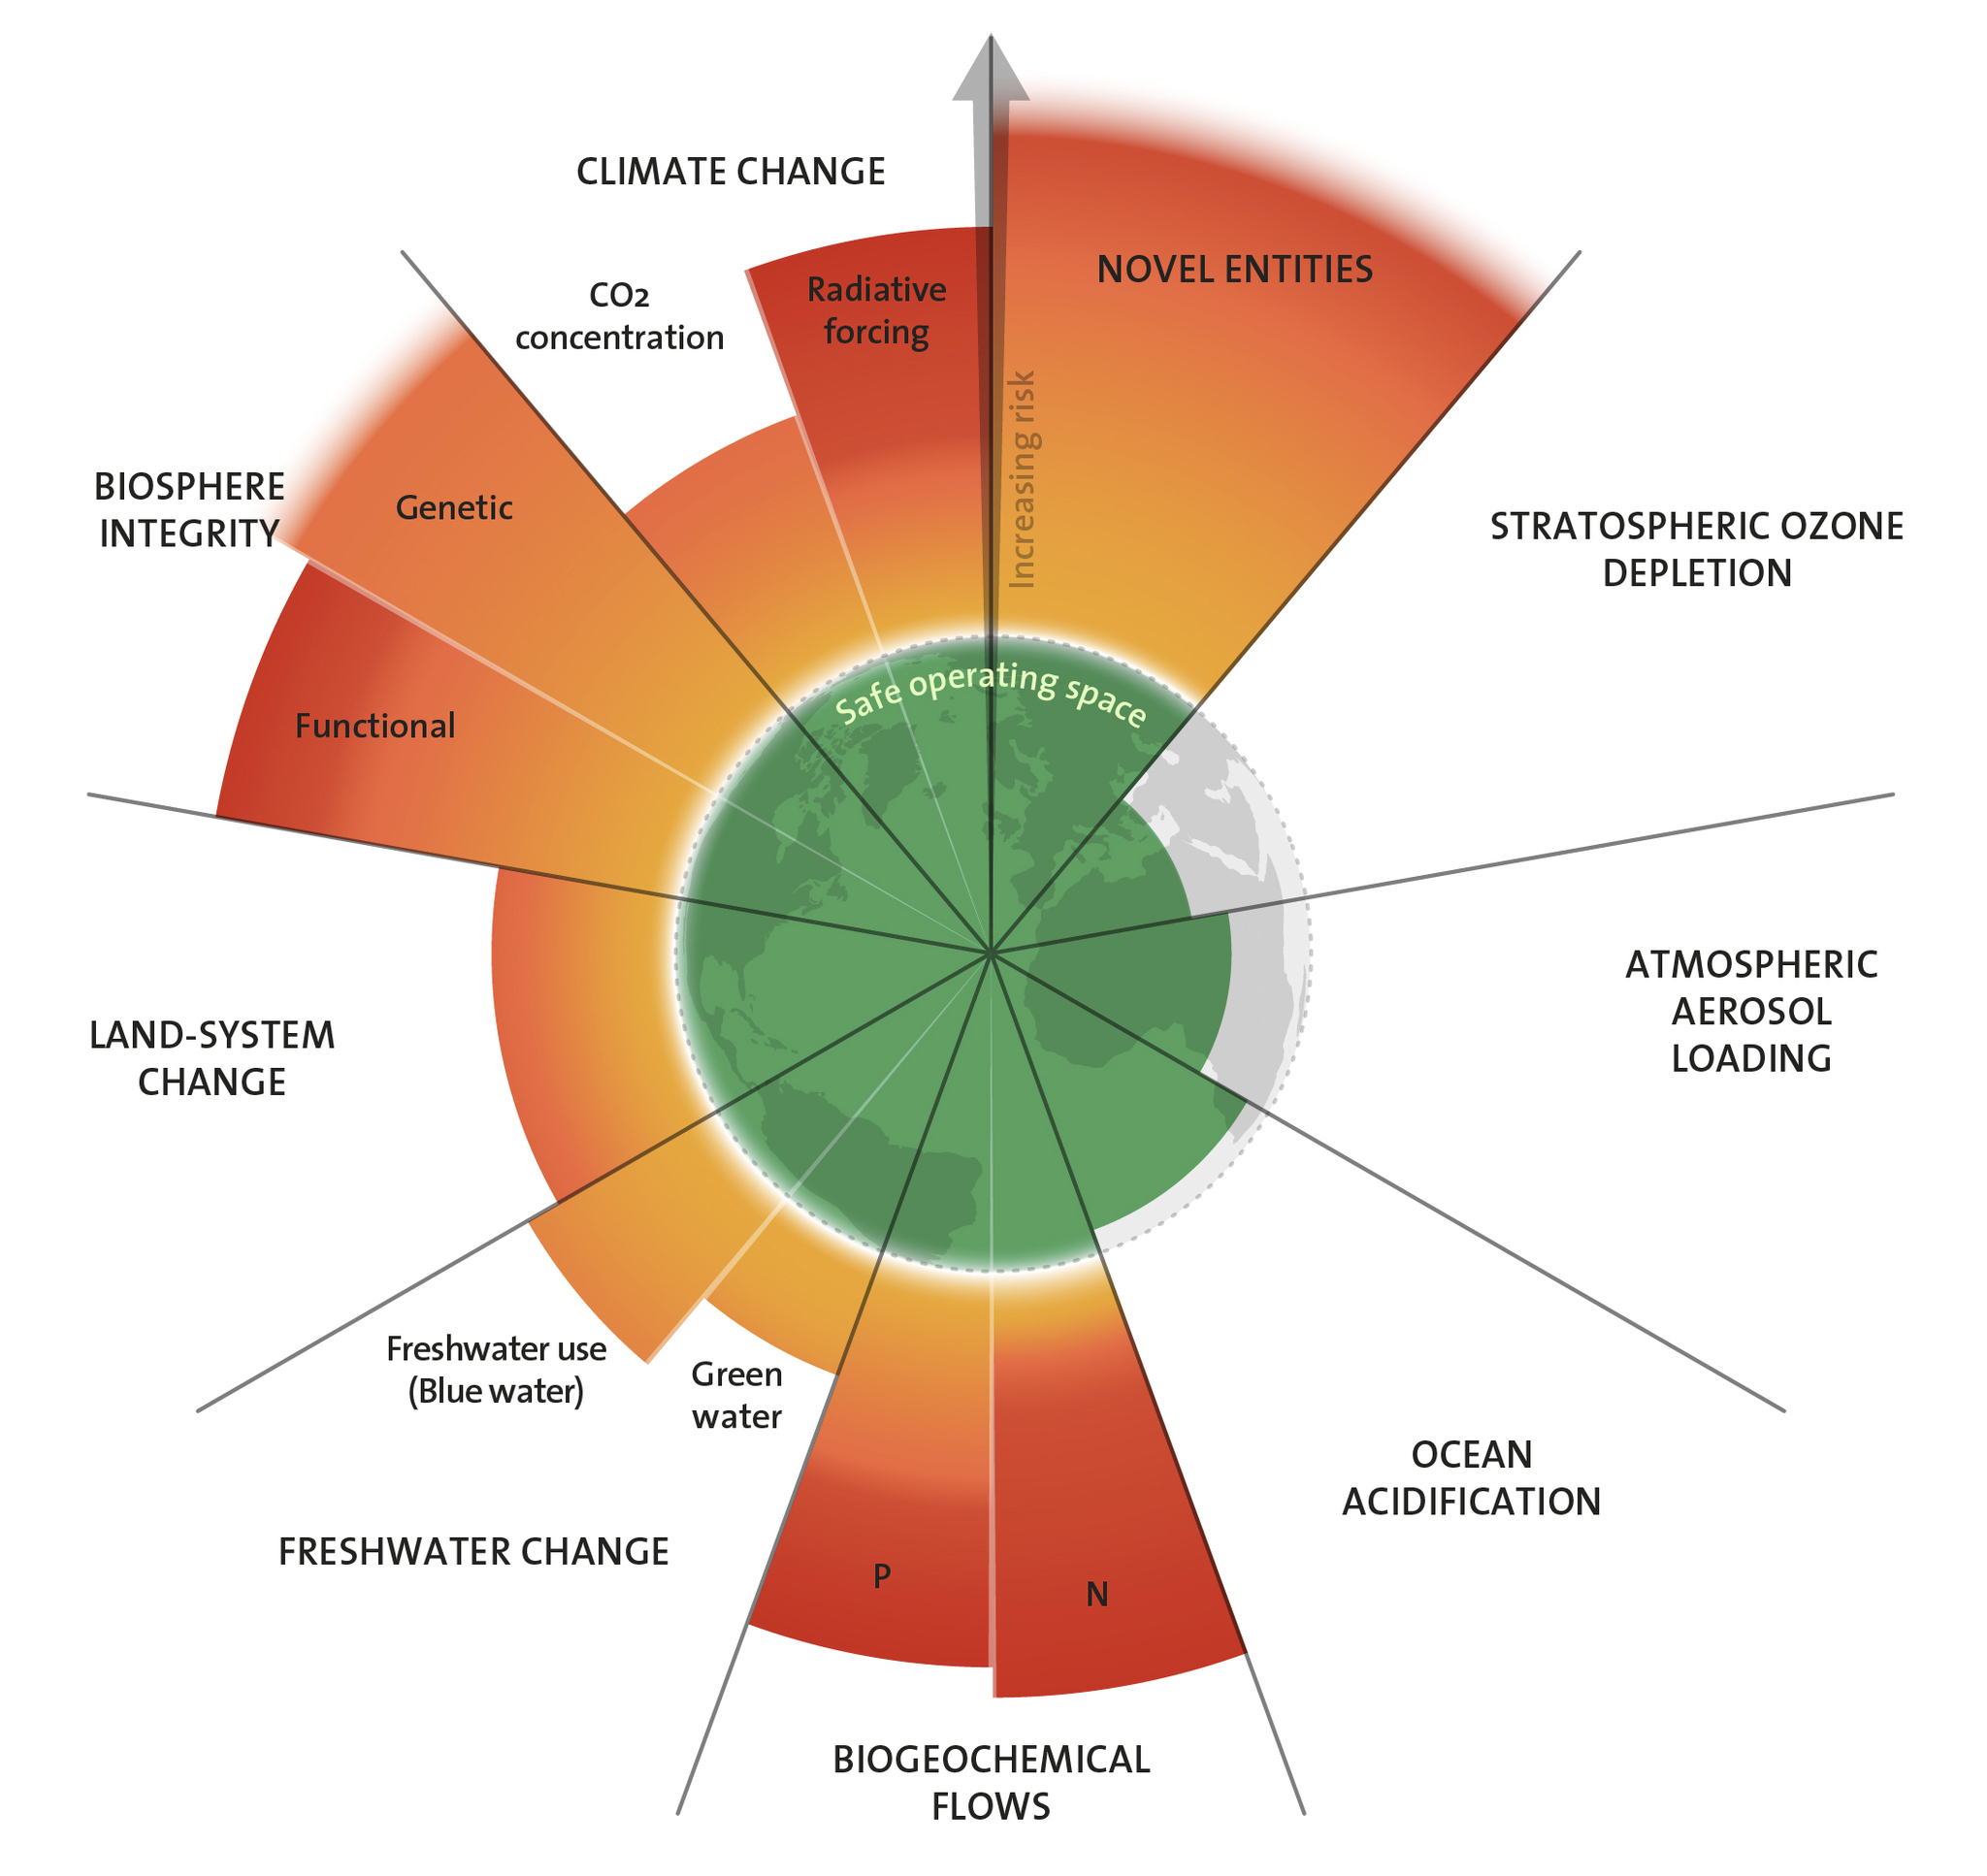 CLIMATE CHANGE
CO2
concentration
Radiative
forcing
Increasing risk
NOVEL ENTITIES
STRATOSPHERIC OZONE
DEPLETION
ATMOSPHERIC
AEROSOL
LOADING
OCEAN
ACIDIFICATION
BIOGEOCHEMICAL
FLOWS
P
N
FRESHWATER CHANGE
Freshwater use
(Blue water)
Green
water
LAND-SYSTEM
CHANGE
BIOSPHERE
INTEGRITY
Genetic
Functional
Safe operating space